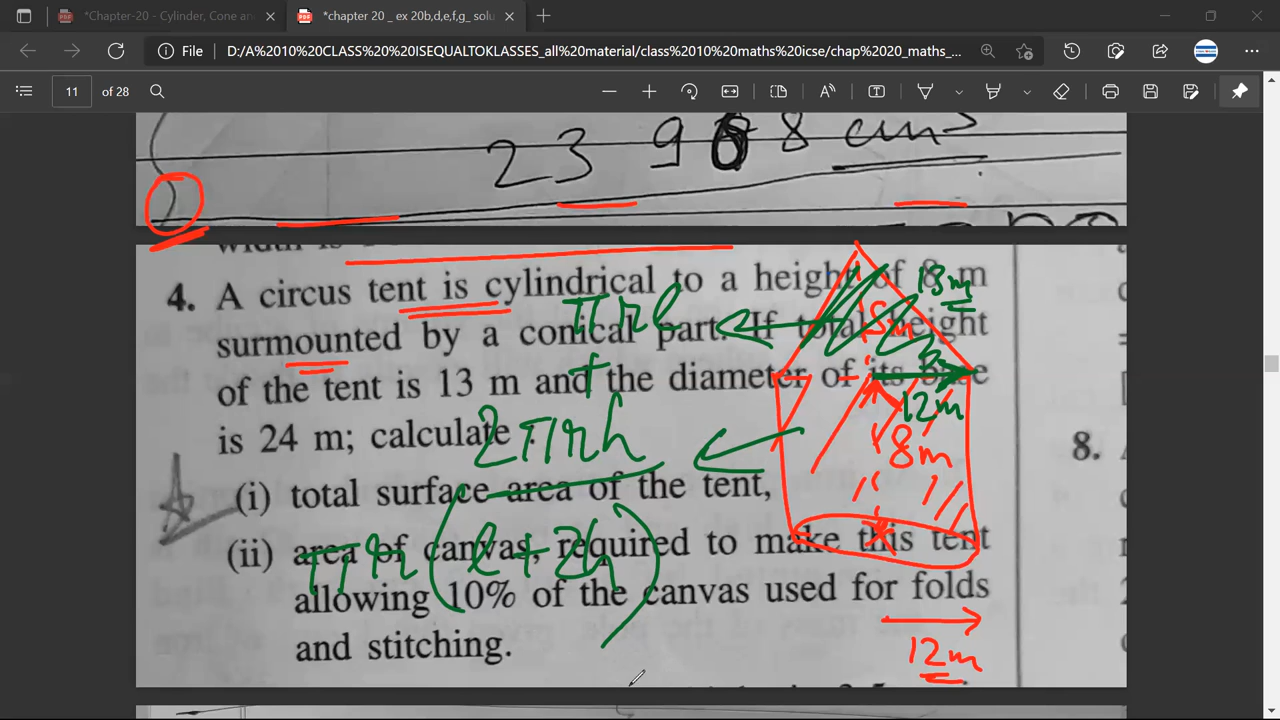 *Chapter-20 - Cylinder, Cone an
*chapter 20 _ ex 20b,d,e,f,g_ solu
File
D:/A%2010%20CLASS%20%20ISEQUALTOKLASSES_all%20material/class%2010%20maths%20icse/chap%2020_maths_...
11 of 28
23 968 cm³
4. A circus tent is cylindrical to a height of 8 m
surmounted by a conical part. If total height
of the tent is 13 m and the diameter of its base
is 24 m; calculate :
(i) total surface area of the tent,
(ii) area of canvas, required to make this tent
allowing 10% of the canvas used for folds
and stitching.
8.
πrl
+
2πrh
πr(l+2h)
13m
5m
12m
8m
12m